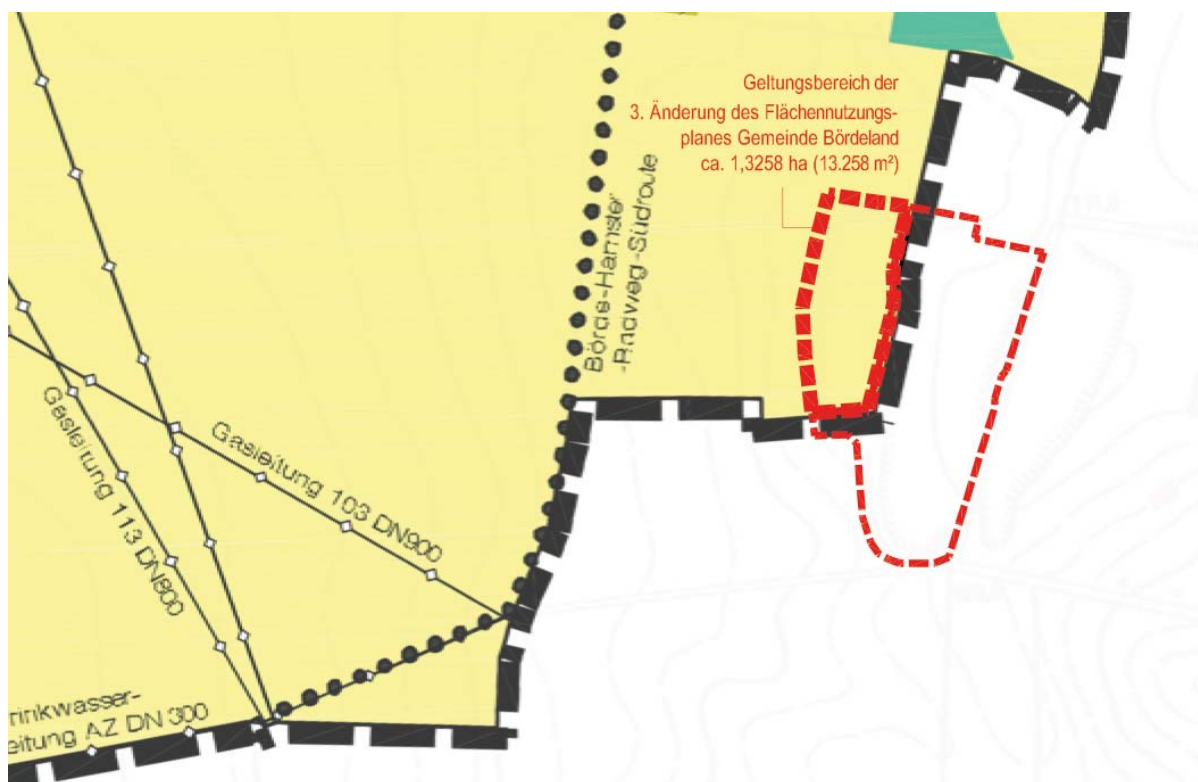 Geltungsbereich der
3. Änderung des Flächennutzungs-
planes Gemeinde Bördeland
ca. 1,3258 ha (13.258 m²)
Börde-Hamster
-Radweg-Südroute
Gasleitung 103 DN900
Gasleitung 113 DN800
rinkwasser-
eitung AZ DN 300